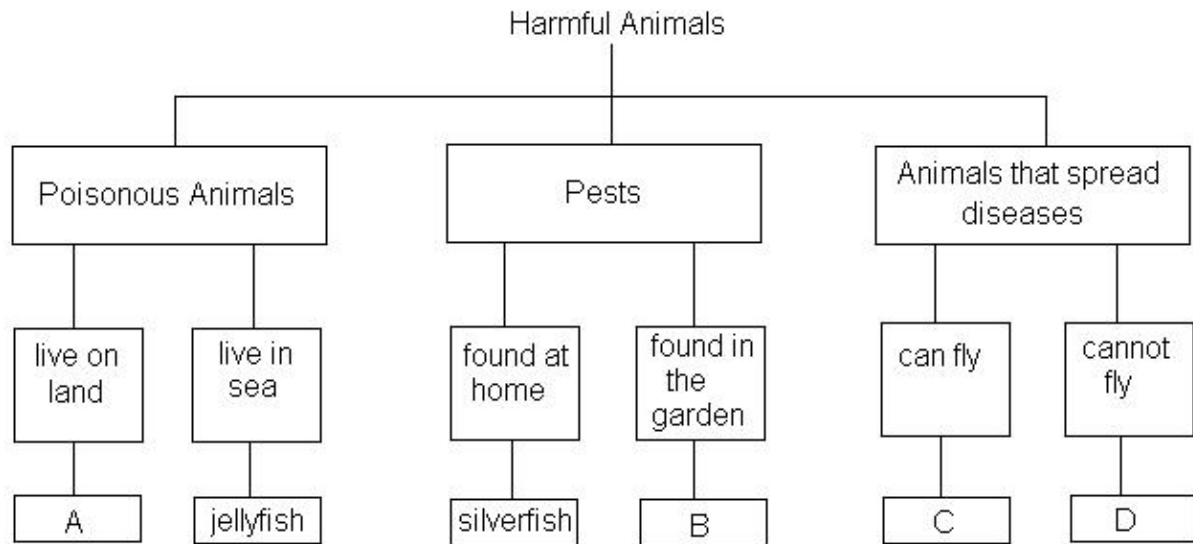 Harmful Animals
Poisonous Animals
Pests
Animals that spread
diseases
live on
land
live in
sea
found at
home
found in
the
garden
can fly
cannot
fly
A
jellyfish
silverfish
B
C
D